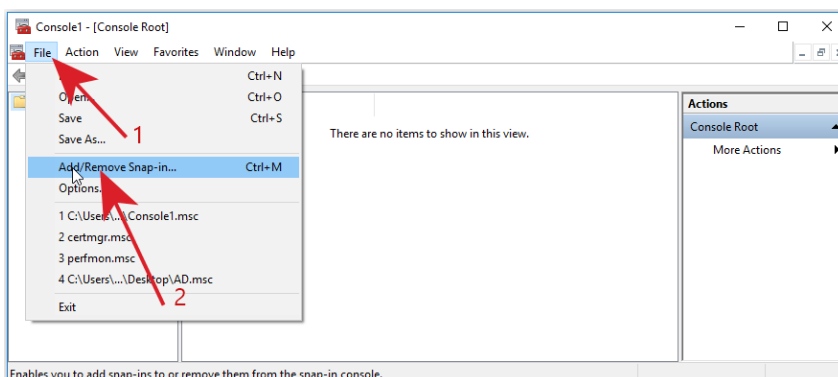 Console1 - [Console Root]
File Action View Favorites Window Help
Ctrl+N
Open... Ctrl+O
Save Ctrl+S
Save As...
1
Add/Remove Snap-in... Ctrl+M
Options...
1 C:\Users\...\Console1.msc
2 certmgr.msc
3 perfmon.msc
4 C:\Users\...\Desktop\AD.msc
2
Exit
There are no items to show in this view.
Actions
Console Root
More Actions
Enables you to add snap-ins to or remove them from the snap-in console.